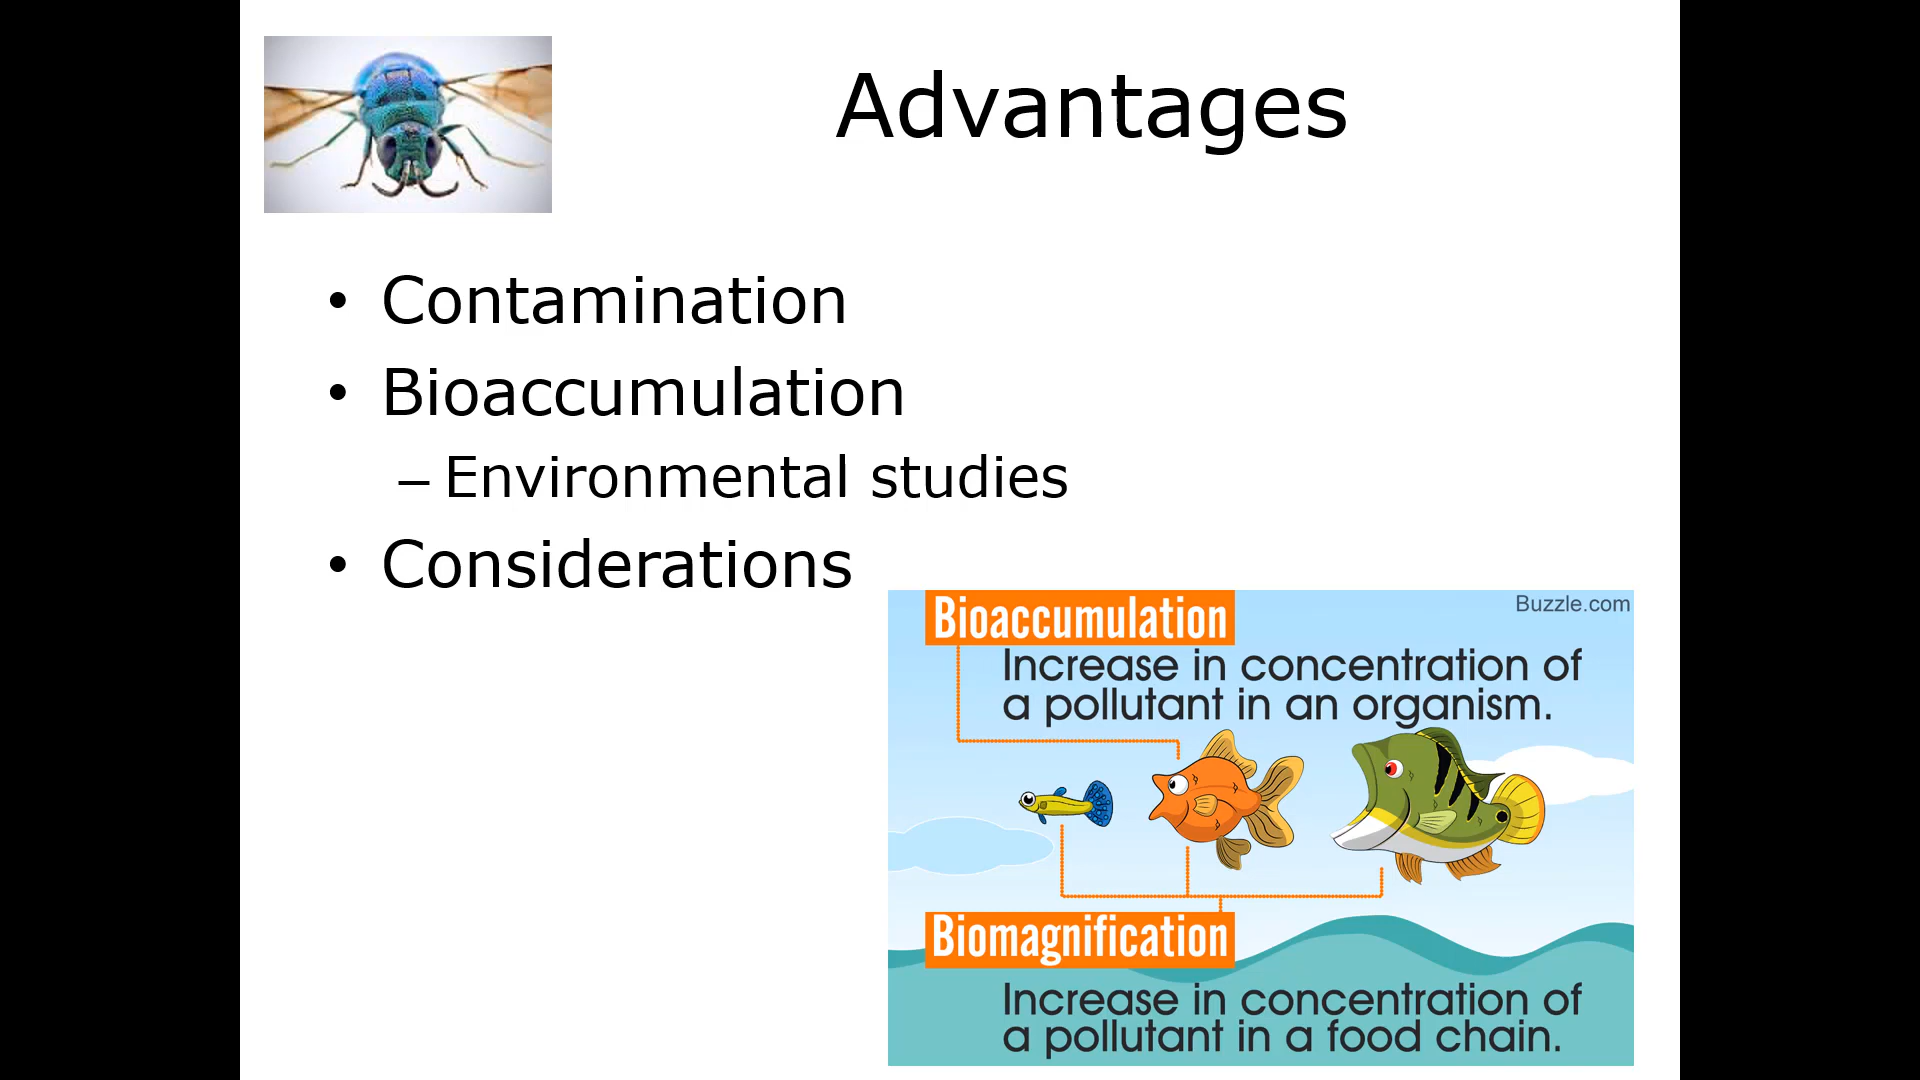 Advantages
• Contamination
• Bioaccumulation
– Environmental studies
• Considerations
Buzzle.com
Bioaccumulation
Increase in concentration of
a pollutant in an organism.
Biomagnification
Increase in concentration of
a pollutant in a food chain.